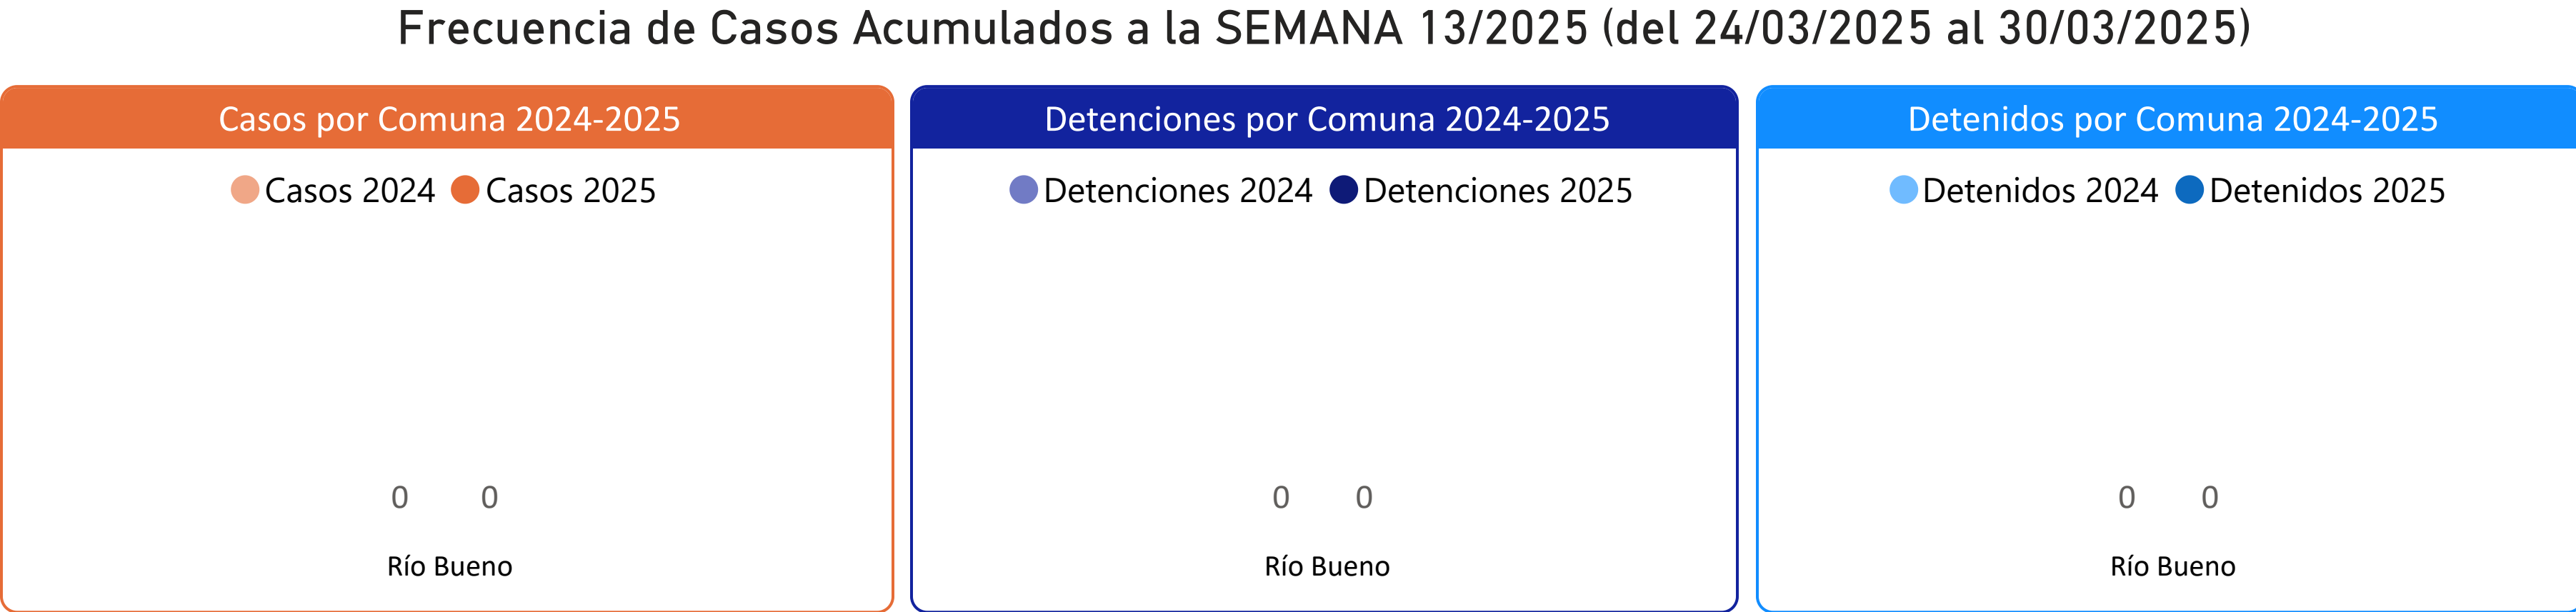 Frecuencia de Casos Acumulados a la SEMANA 13/2025 (del 24/03/2025 al 30/03/2025)
Casos por Comuna 2024-2025
Casos 2024 Casos 2025
0 0
Río Bueno
Detenciones por Comuna 2024-2025
Detenciones 2024 Detenciones 2025
0 0
Río Bueno
Detenidos por Comuna 2024-2025
Detenidos 2024 Detenidos 2025
0 0
Río Bueno